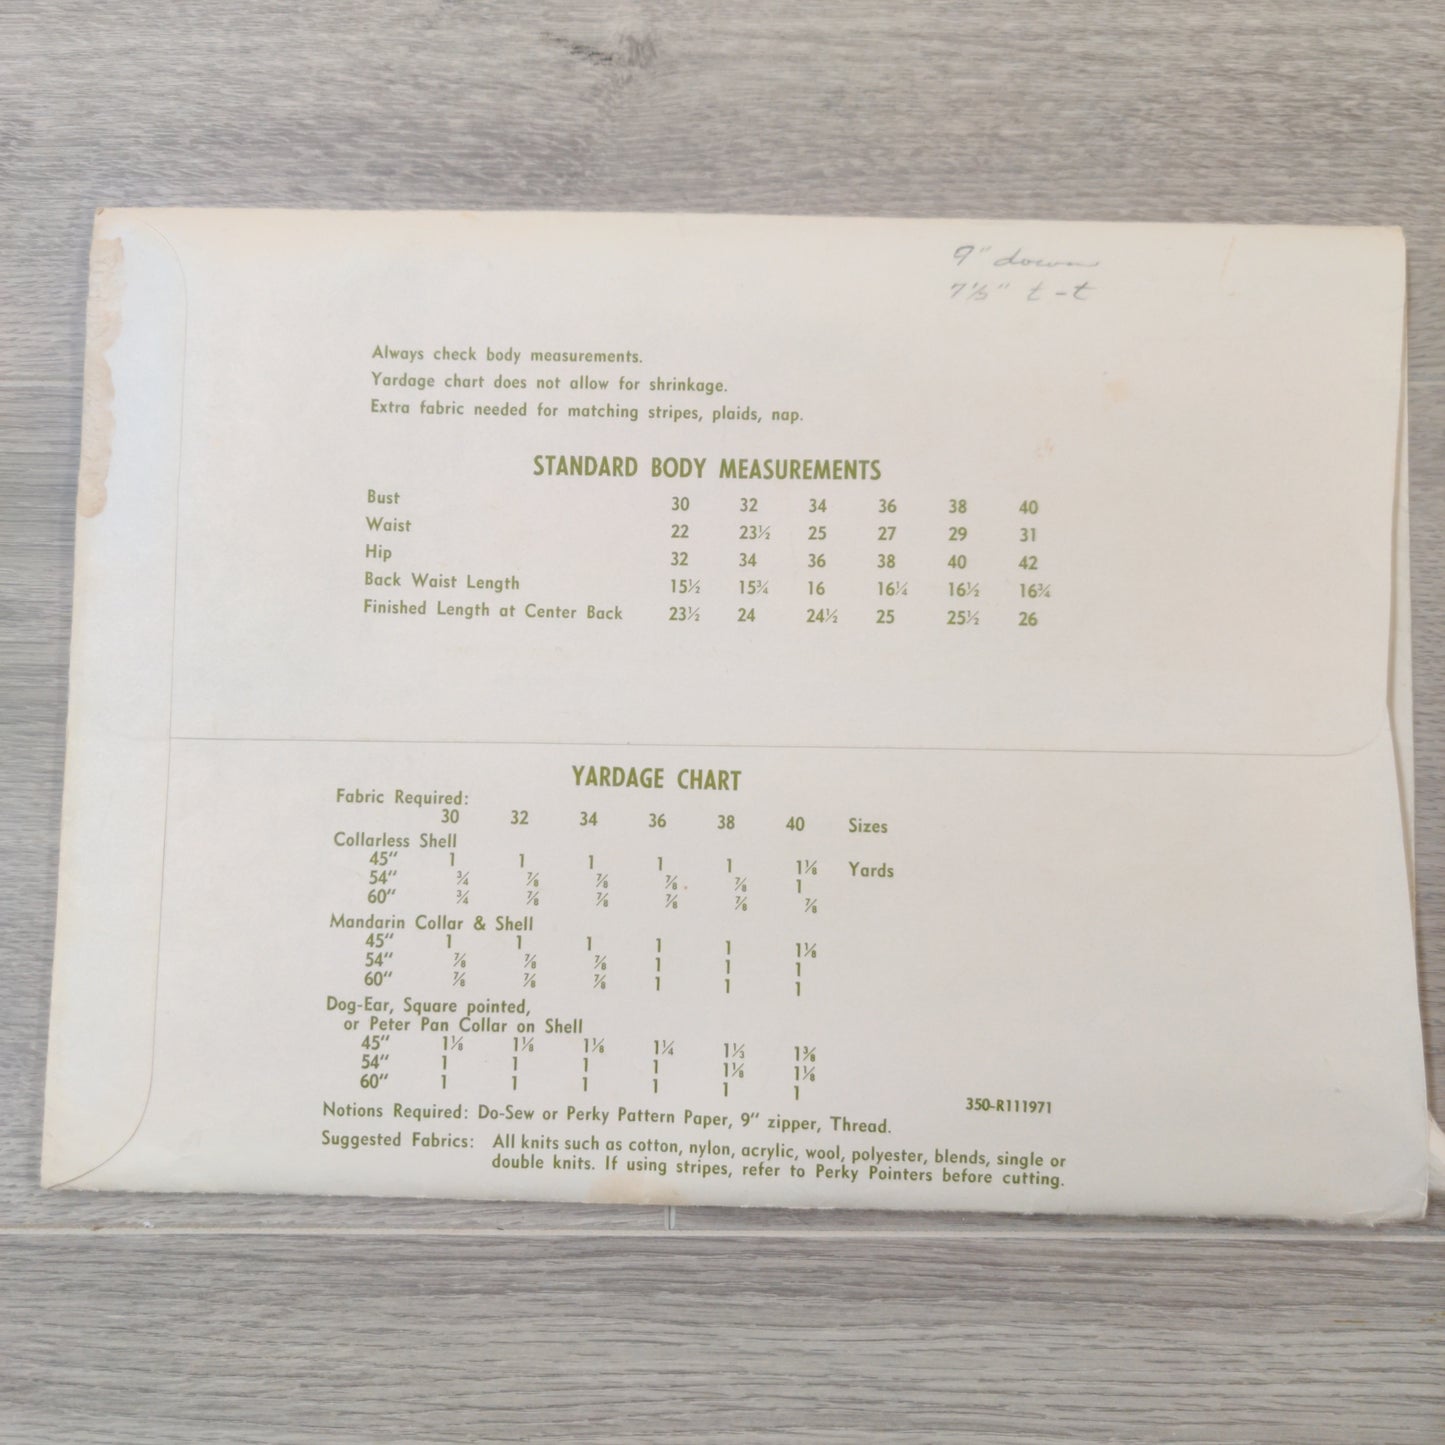 9" down
7½" t-t
Always check body measurements.
Yardage chart does not allow for shrinkage.
Extra fabric needed for matching stripes, plaids, nap.
STANDARD BODY MEASUREMENTS
Bust 30 32 34 36 38 40
Waist 22 23½ 25 27 29 31
Hip 32 34 36 38 40 42
Back Waist Length 15½ 15¾ 16 16¼ 16½ 16¾
Finished Length at Center Back 23½ 24 24½ 25 25½ 26
YARDAGE CHART
Fabric Required:
30 32 34 36 38 40 Sizes
Collarless Shell
45" 1 1 1 1 1 1⅛ Yards
54" ¾ ⅞ ⅞ ⅞ ⅞ 1
60" ¾ ⅞ ⅞ ⅞ ⅞ ⅞
Mandarin Collar & Shell
45" 1 1 1 1 1 1⅛
54" ⅞ ⅞ ⅞ 1 1 1
60" ⅞ ⅞ ⅞ 1 1 1
Dog-Ear, Square pointed,
or Peter Pan Collar on Shell
45" 1⅛ 1⅛ 1⅛ 1¼ 1⅓ 1⅜
54" 1 1 1 1 1⅛ 1⅛
60" 1 1 1 1 1 1
350-R111971
Notions Required: Do-Sew or Perky Pattern Paper, 9" zipper, Thread.
Suggested Fabrics: All knits such as cotton, nylon, acrylic, wool, polyester, blends, single or
double knits. If using stripes, refer to Perky Pointers before cutting.